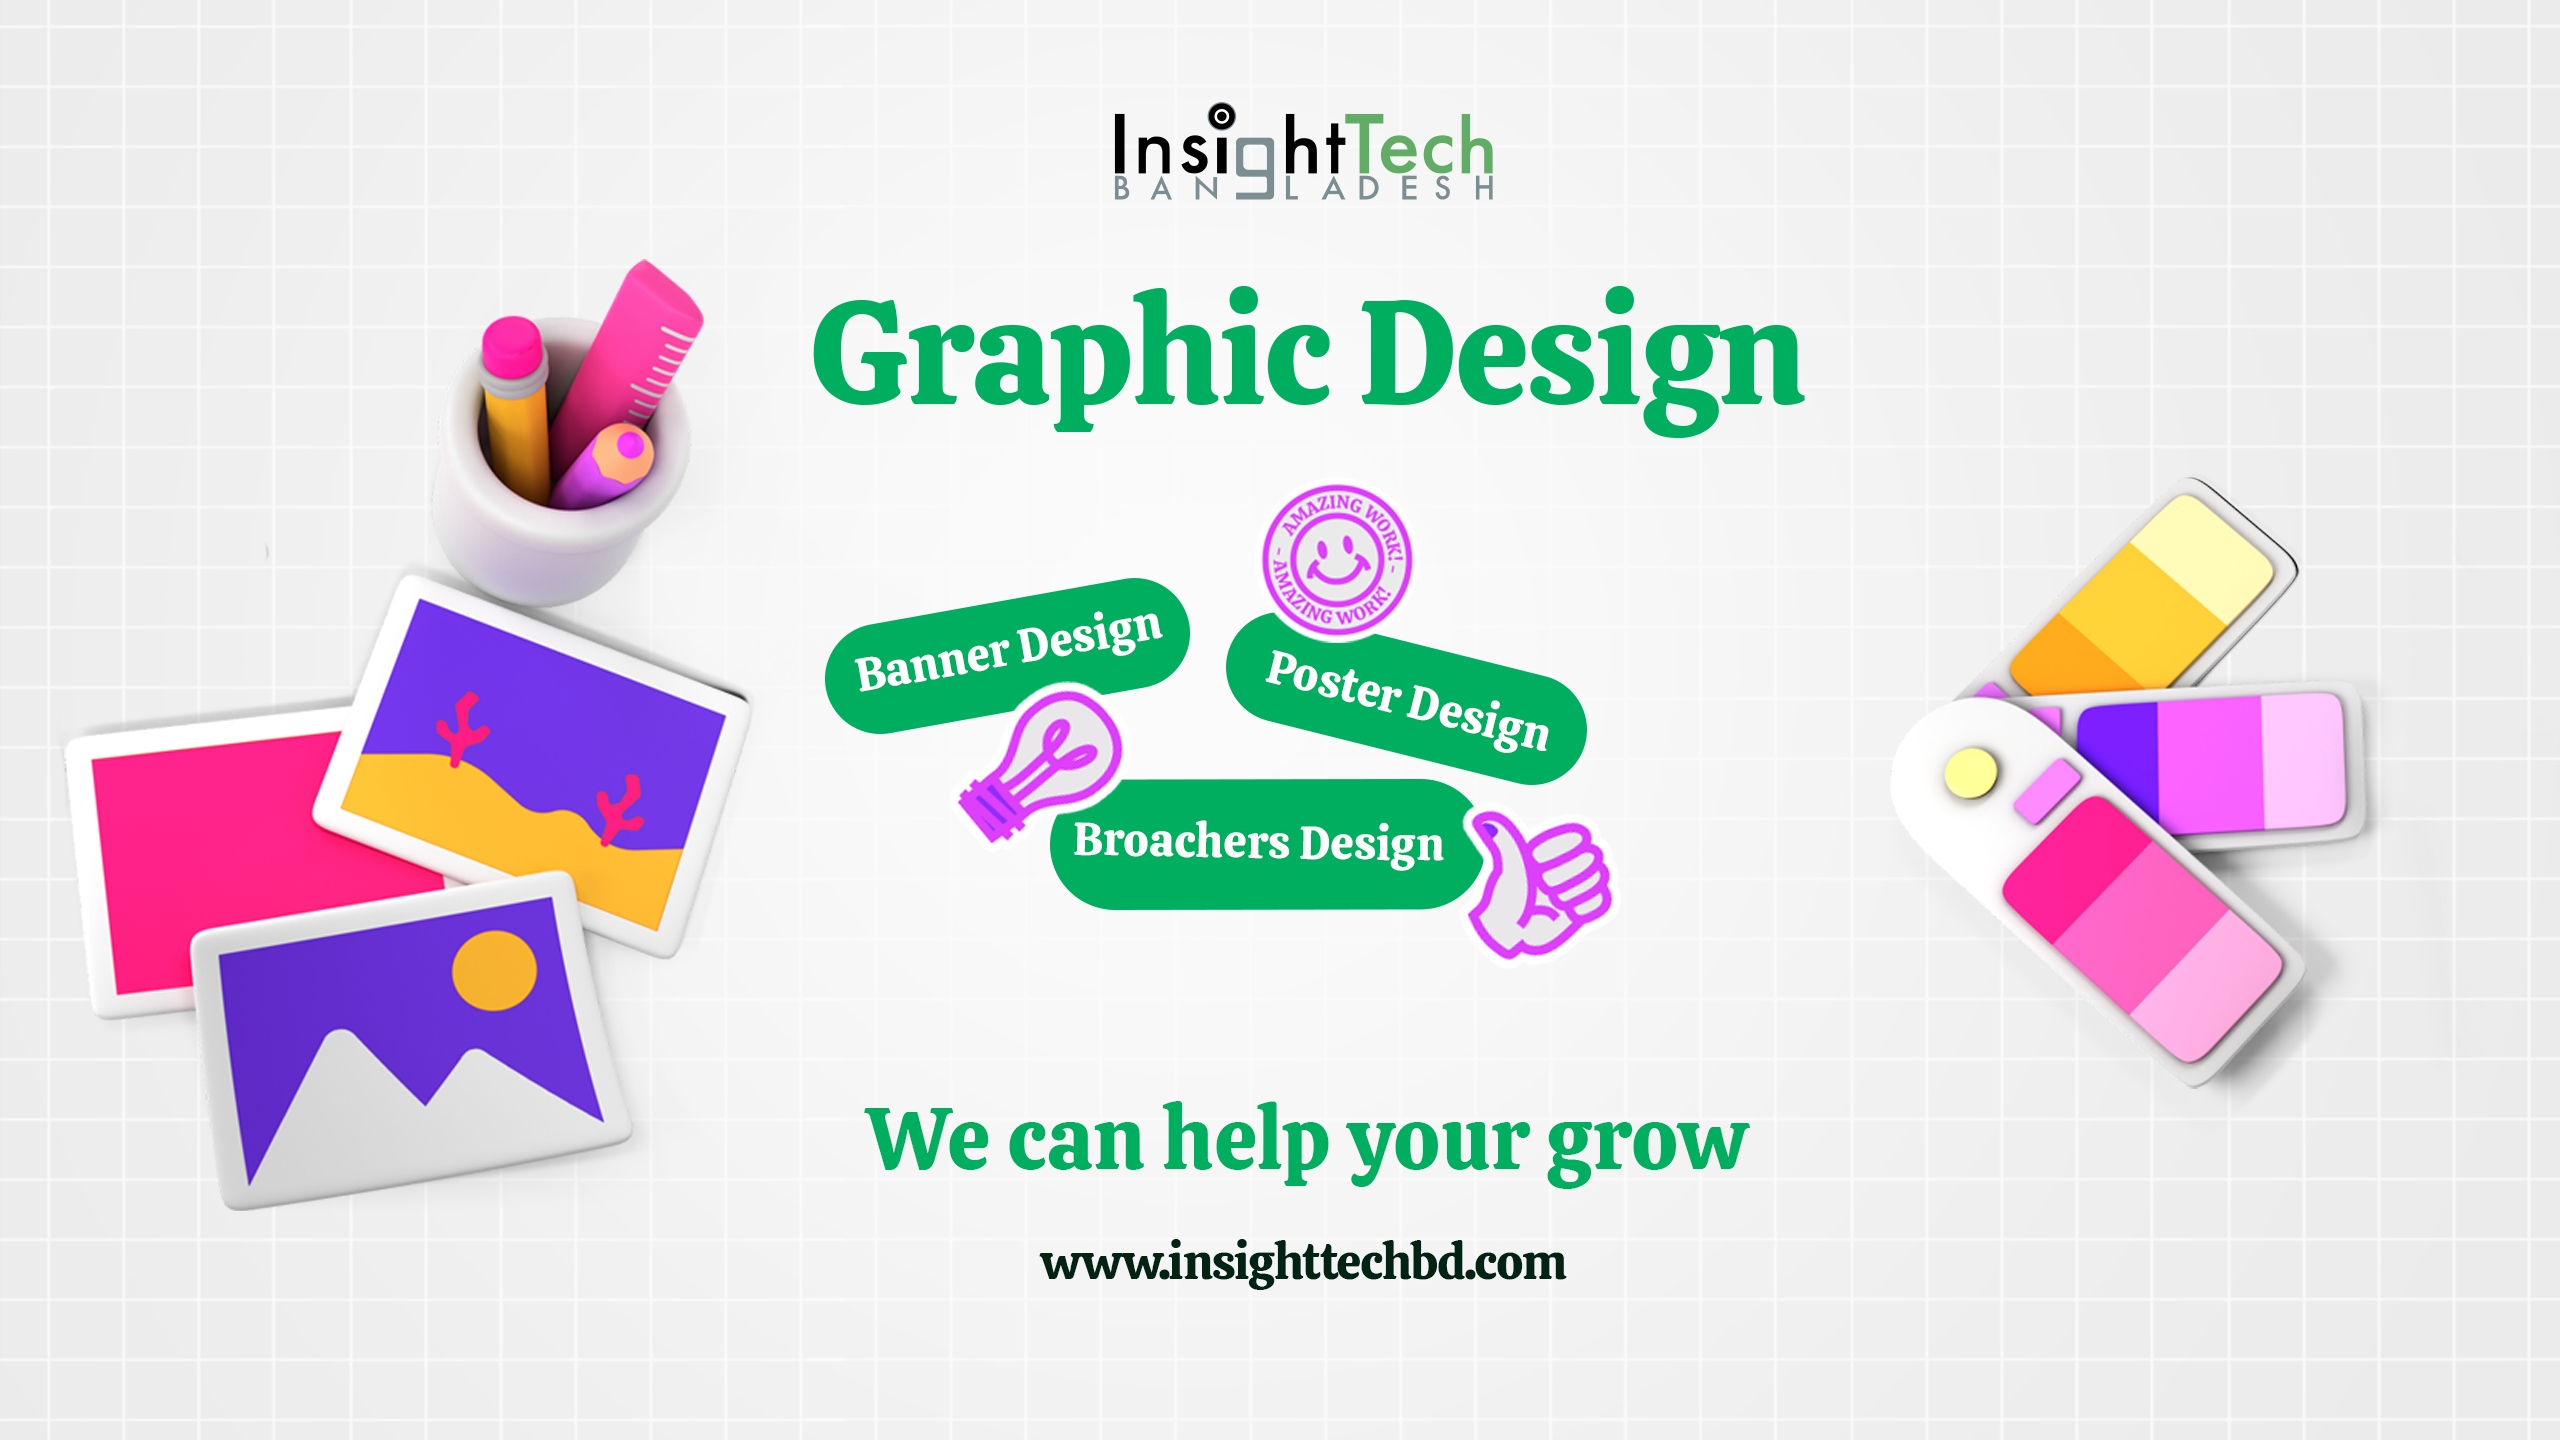 InsightTech
BANGLADESH
Graphic Design
- AMAZING WORK! -
AMAZING WORK!
Banner Design
Poster Design
Broachers Design
We can help your grow
www.insighttechbd.com